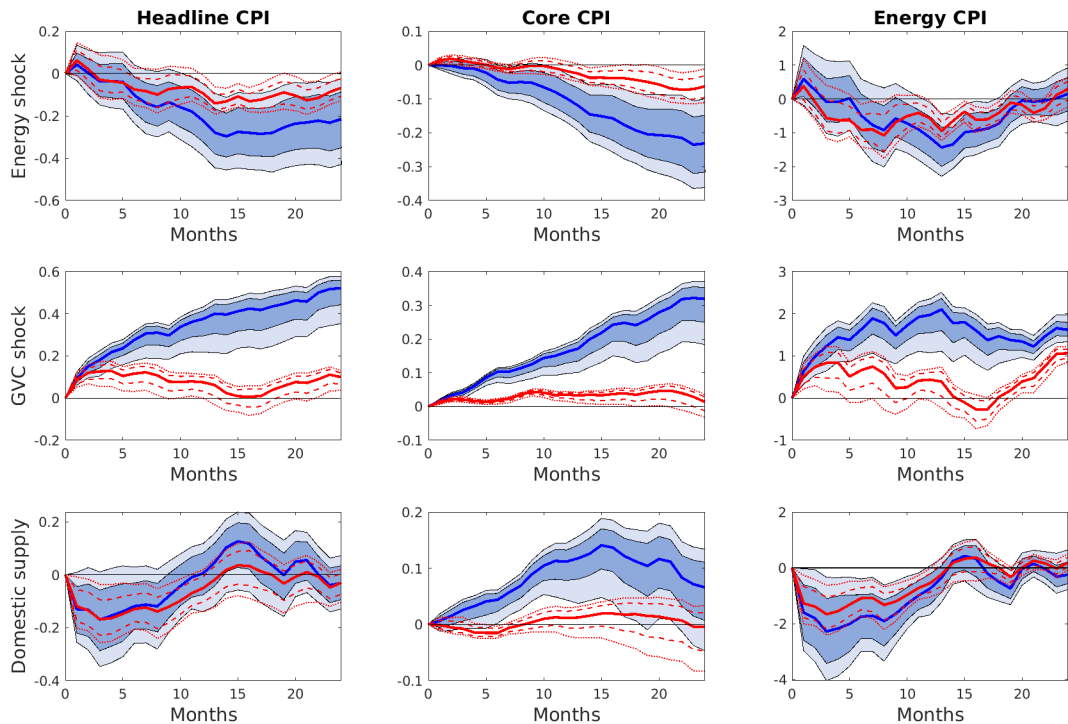 Headline CPI
Core CPI
Energy CPI
Energy shock
0.2
0
-0.2
-0.4
-0.6
0 5 10 15 20
Months
0.1
0
-0.1
-0.2
-0.3
-0.4
0 5 10 15 20
Months
2
1
0
-1
-2
-3
0 5 10 15 20
Months
GVC shock
0.6
0.4
0.2
0
-0.2
0 5 10 15 20
Months
0.4
0.3
0.2
0.1
0
-0.1
0 5 10 15 20
Months
3
2
1
0
-1
0 5 10 15 20
Months
Domestic supply
0.2
0
-0.2
-0.4
0 5 10 15 20
Months
0.2
0.1
0
-0.1
0 5 10 15 20
Months
2
0
-2
-4
0 5 10 15 20
Months